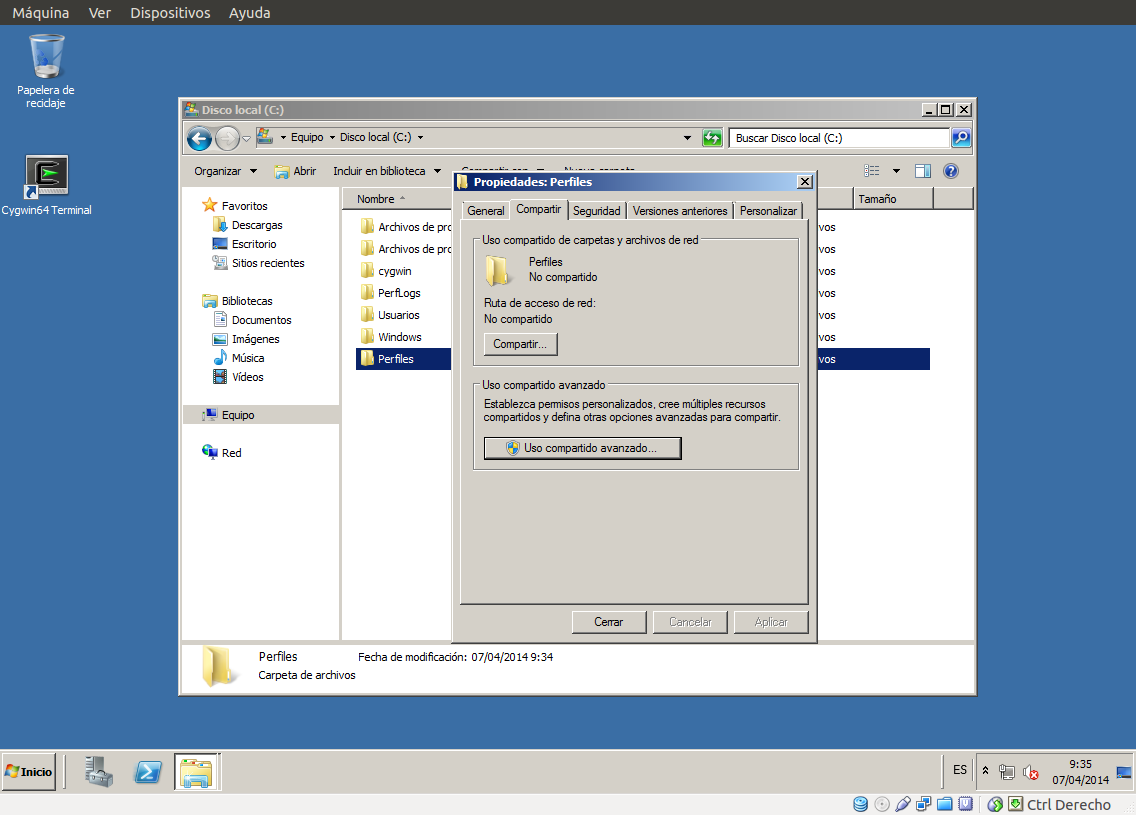 Máquina Ver Dispositivos Ayuda
Papelera de
reciclaje
Cygwin64 Terminal
Disco local (C:)
Equipo Disco local (C:)
Buscar Disco local (C:)
Organizar Abrir Incluir en biblioteca
Favoritos
Descargas
Escritorio
Sitios recientes
Bibliotecas
Documentos
Imágenes
Música
Vídeos
Equipo
Red
Nombre
Tamaño
Archivos de pro
vos
Archivos de pro
vos
cygwin
vos
PerfLogs
vos
Usuarios
vos
Windows
vos
Perfiles
vos
Propiedades: Perfiles
General Compartir Seguridad Versiones anteriores Personalizar
Uso compartido de carpetas y archivos de red
Perfiles
No compartido
Ruta de acceso de red:
No compartido
Compartir...
Uso compartido avanzado
Establezca permisos personalizados, cree múltiples recursos
compartidos y defina otras opciones avanzadas para compartir.
Uso compartido avanzado...
Cerrar Cancelar Aplicar
Perfiles Fecha de modificación: 07/04/2014 9:34
Carpeta de archivos
Inicio
ES
9:35
07/04/2014
Ctrl Derecho